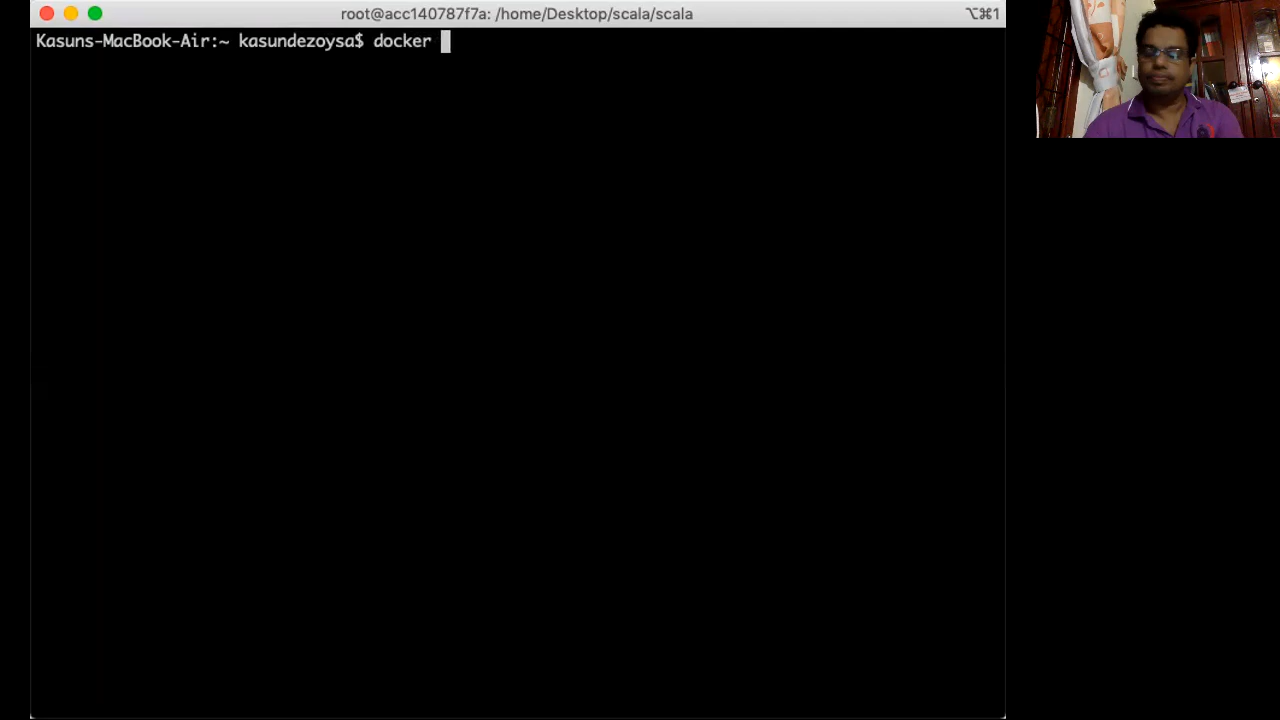 root@acc140787f7a: /home/Desktop/scala/scala
⌥⌘1
Kasuns-MacBook-Air:~ kasundezoysa$ docker